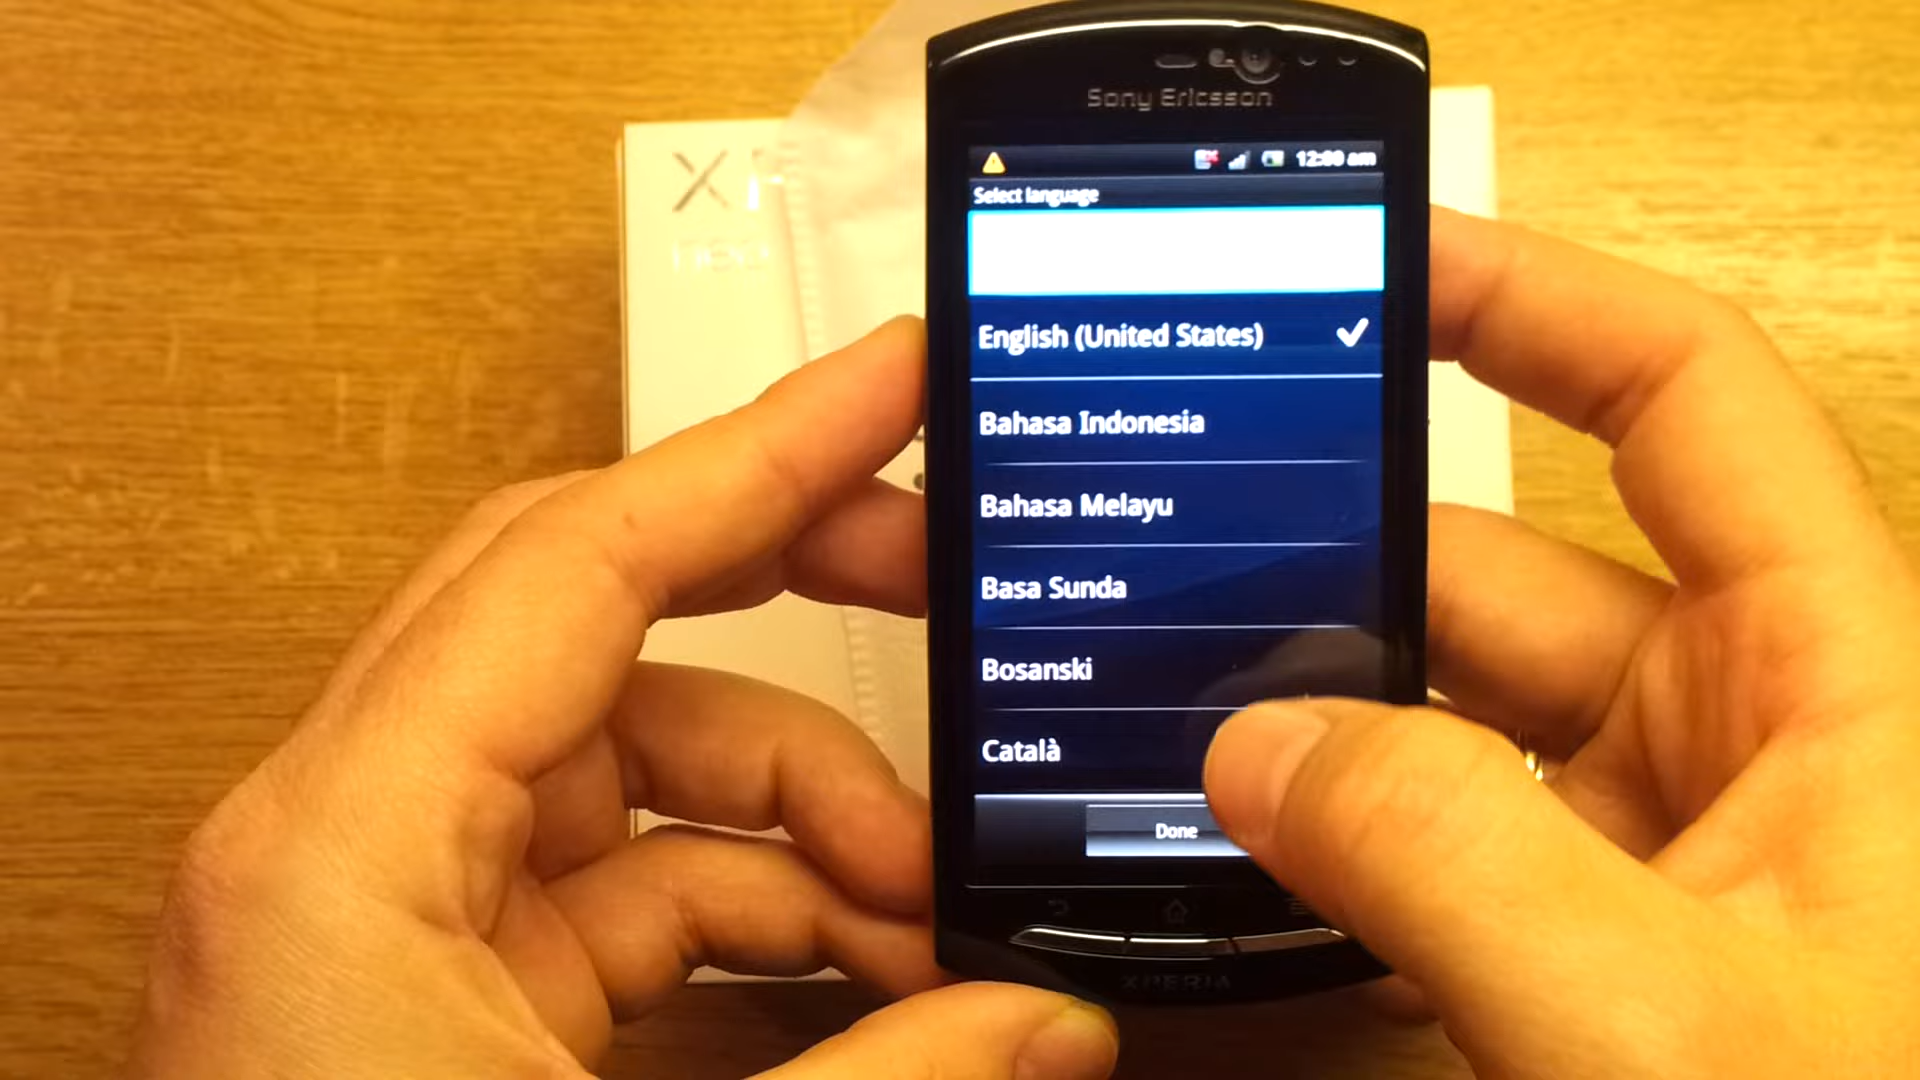 Sony Ericsson
12:00 am
Select language
English (United States)
Bahasa Indonesia
Bahasa Melayu
Basa Sunda
Bosanski
Català
Done
XPERIA
neo